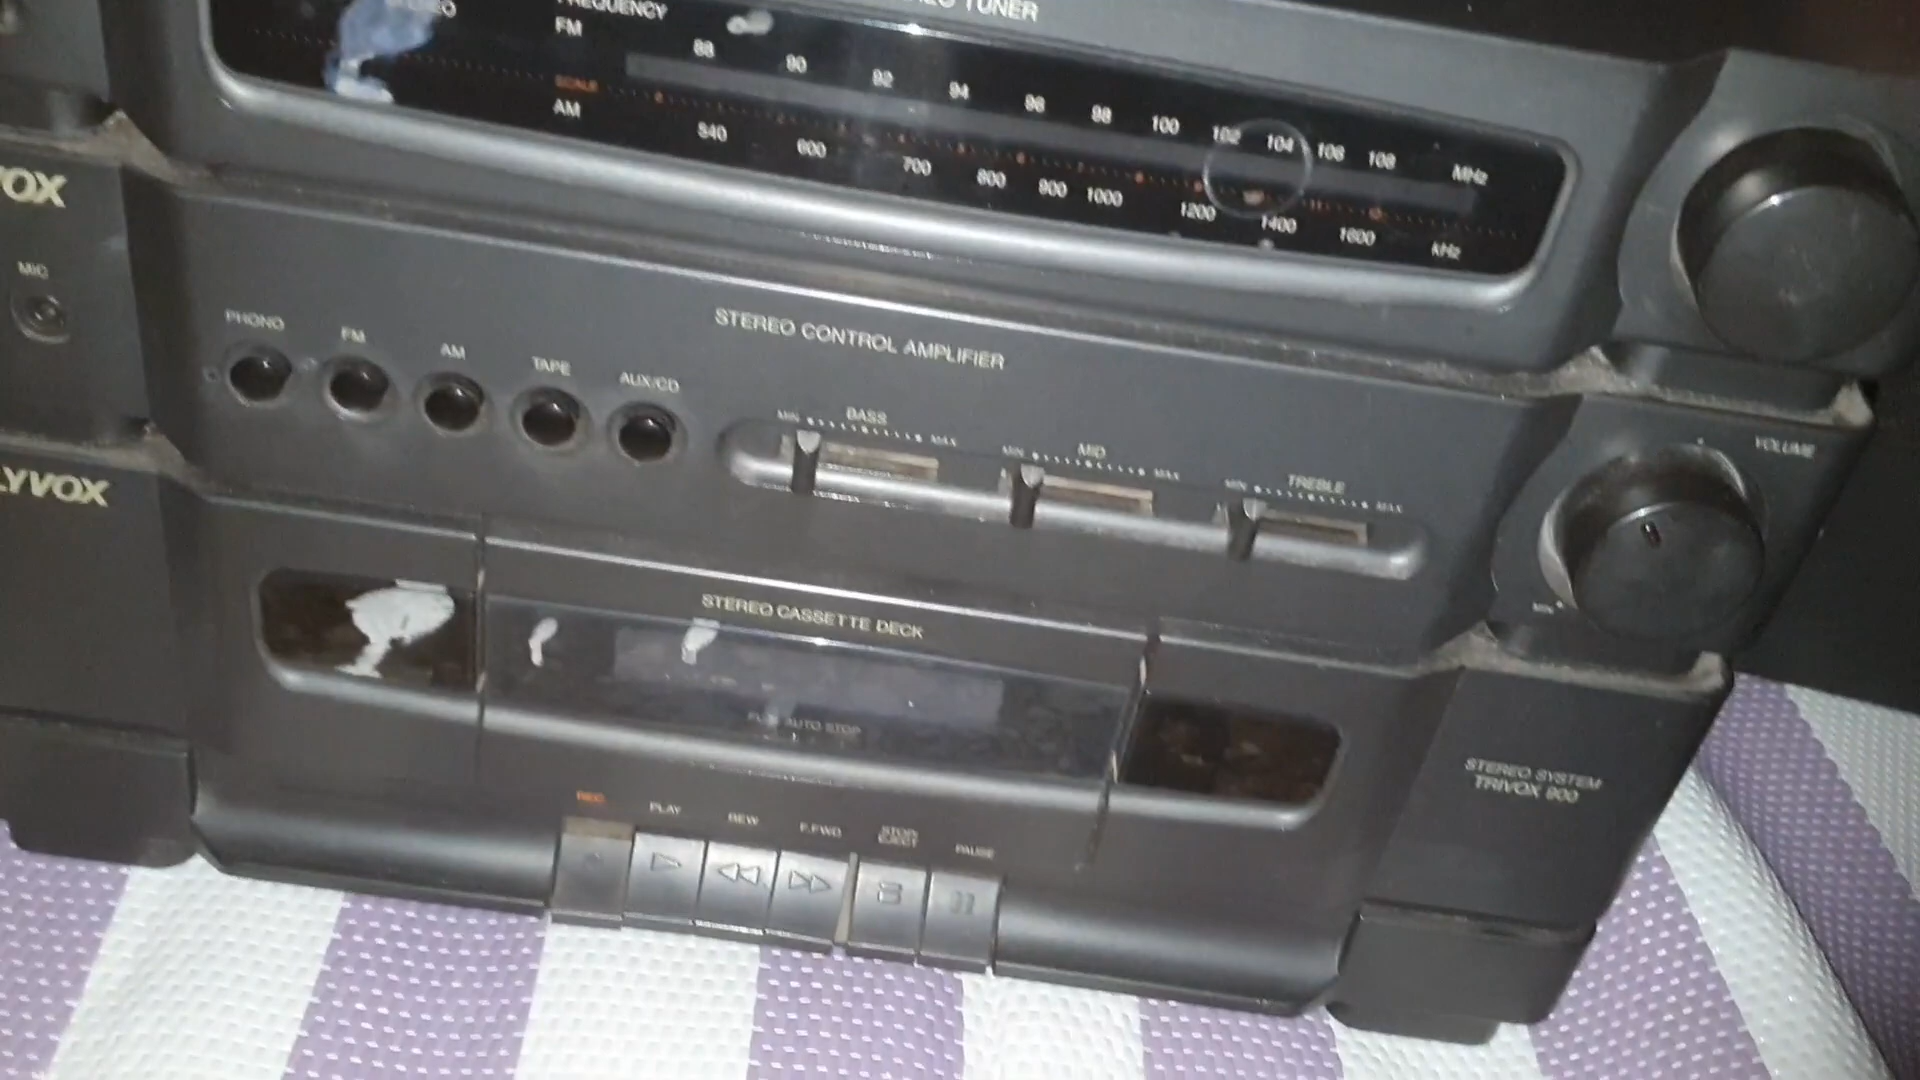 TUNER
FREQUENCY
FM
88 90 92 94 96 98 100 102 104 106 108 MHz
SCALE
AM
540 600 700 800 900 1000 1200 1400 1600 kHz
VOX
MIC
STEREO CONTROL AMPLIFIER
PHONO FM AM TAPE AUX/CD
BASS
MIN MAX
MID
MIN MAX
TREBLE
MIN MAX
VOLUME
MIN
LYVOX
STEREO CASSETTE DECK
AUTO STOP
REC PLAY REW F.FWD STOP/EJECT PAUSE
STEREO SYSTEM
TRIVOX 900